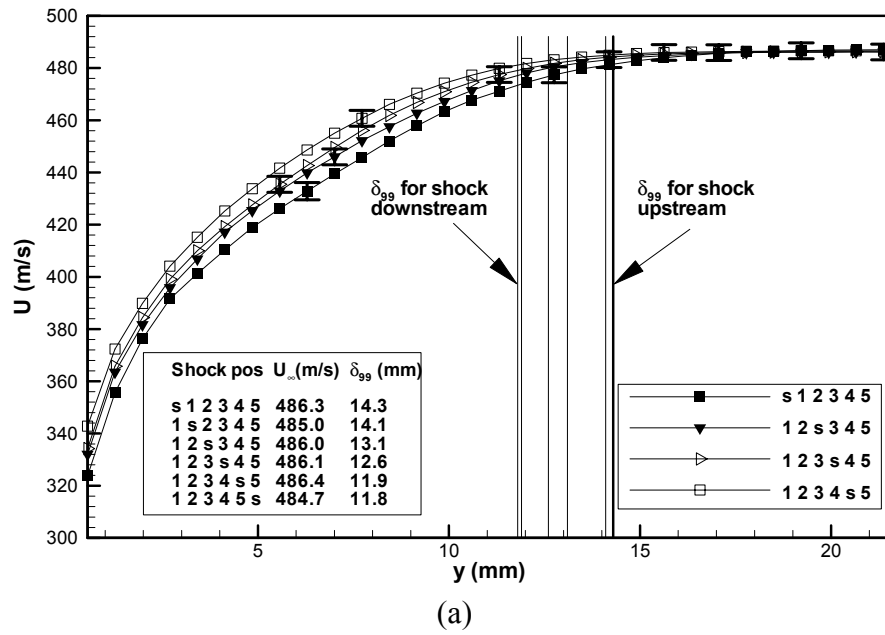 500
480
460
440
420
400
380
360
340
320
300
U (m/s)
δ99 for shock
downstream
δ99 for shock
upstream
Shock pos U∞(m/s) δ99 (mm)
s 1 2 3 4 5 486.3 14.3
1 s 2 3 4 5 485.0 14.1
1 2 s 3 4 5 486.0 13.1
1 2 3 s 4 5 486.1 12.6
1 2 3 4 s 5 486.4 11.9
1 2 3 4 5 s 484.7 11.8
s 1 2 3 4 5
1 2 s 3 4 5
1 2 3 s 4 5
1 2 3 4 s 5
5 10 15 20
y (mm)
(a)